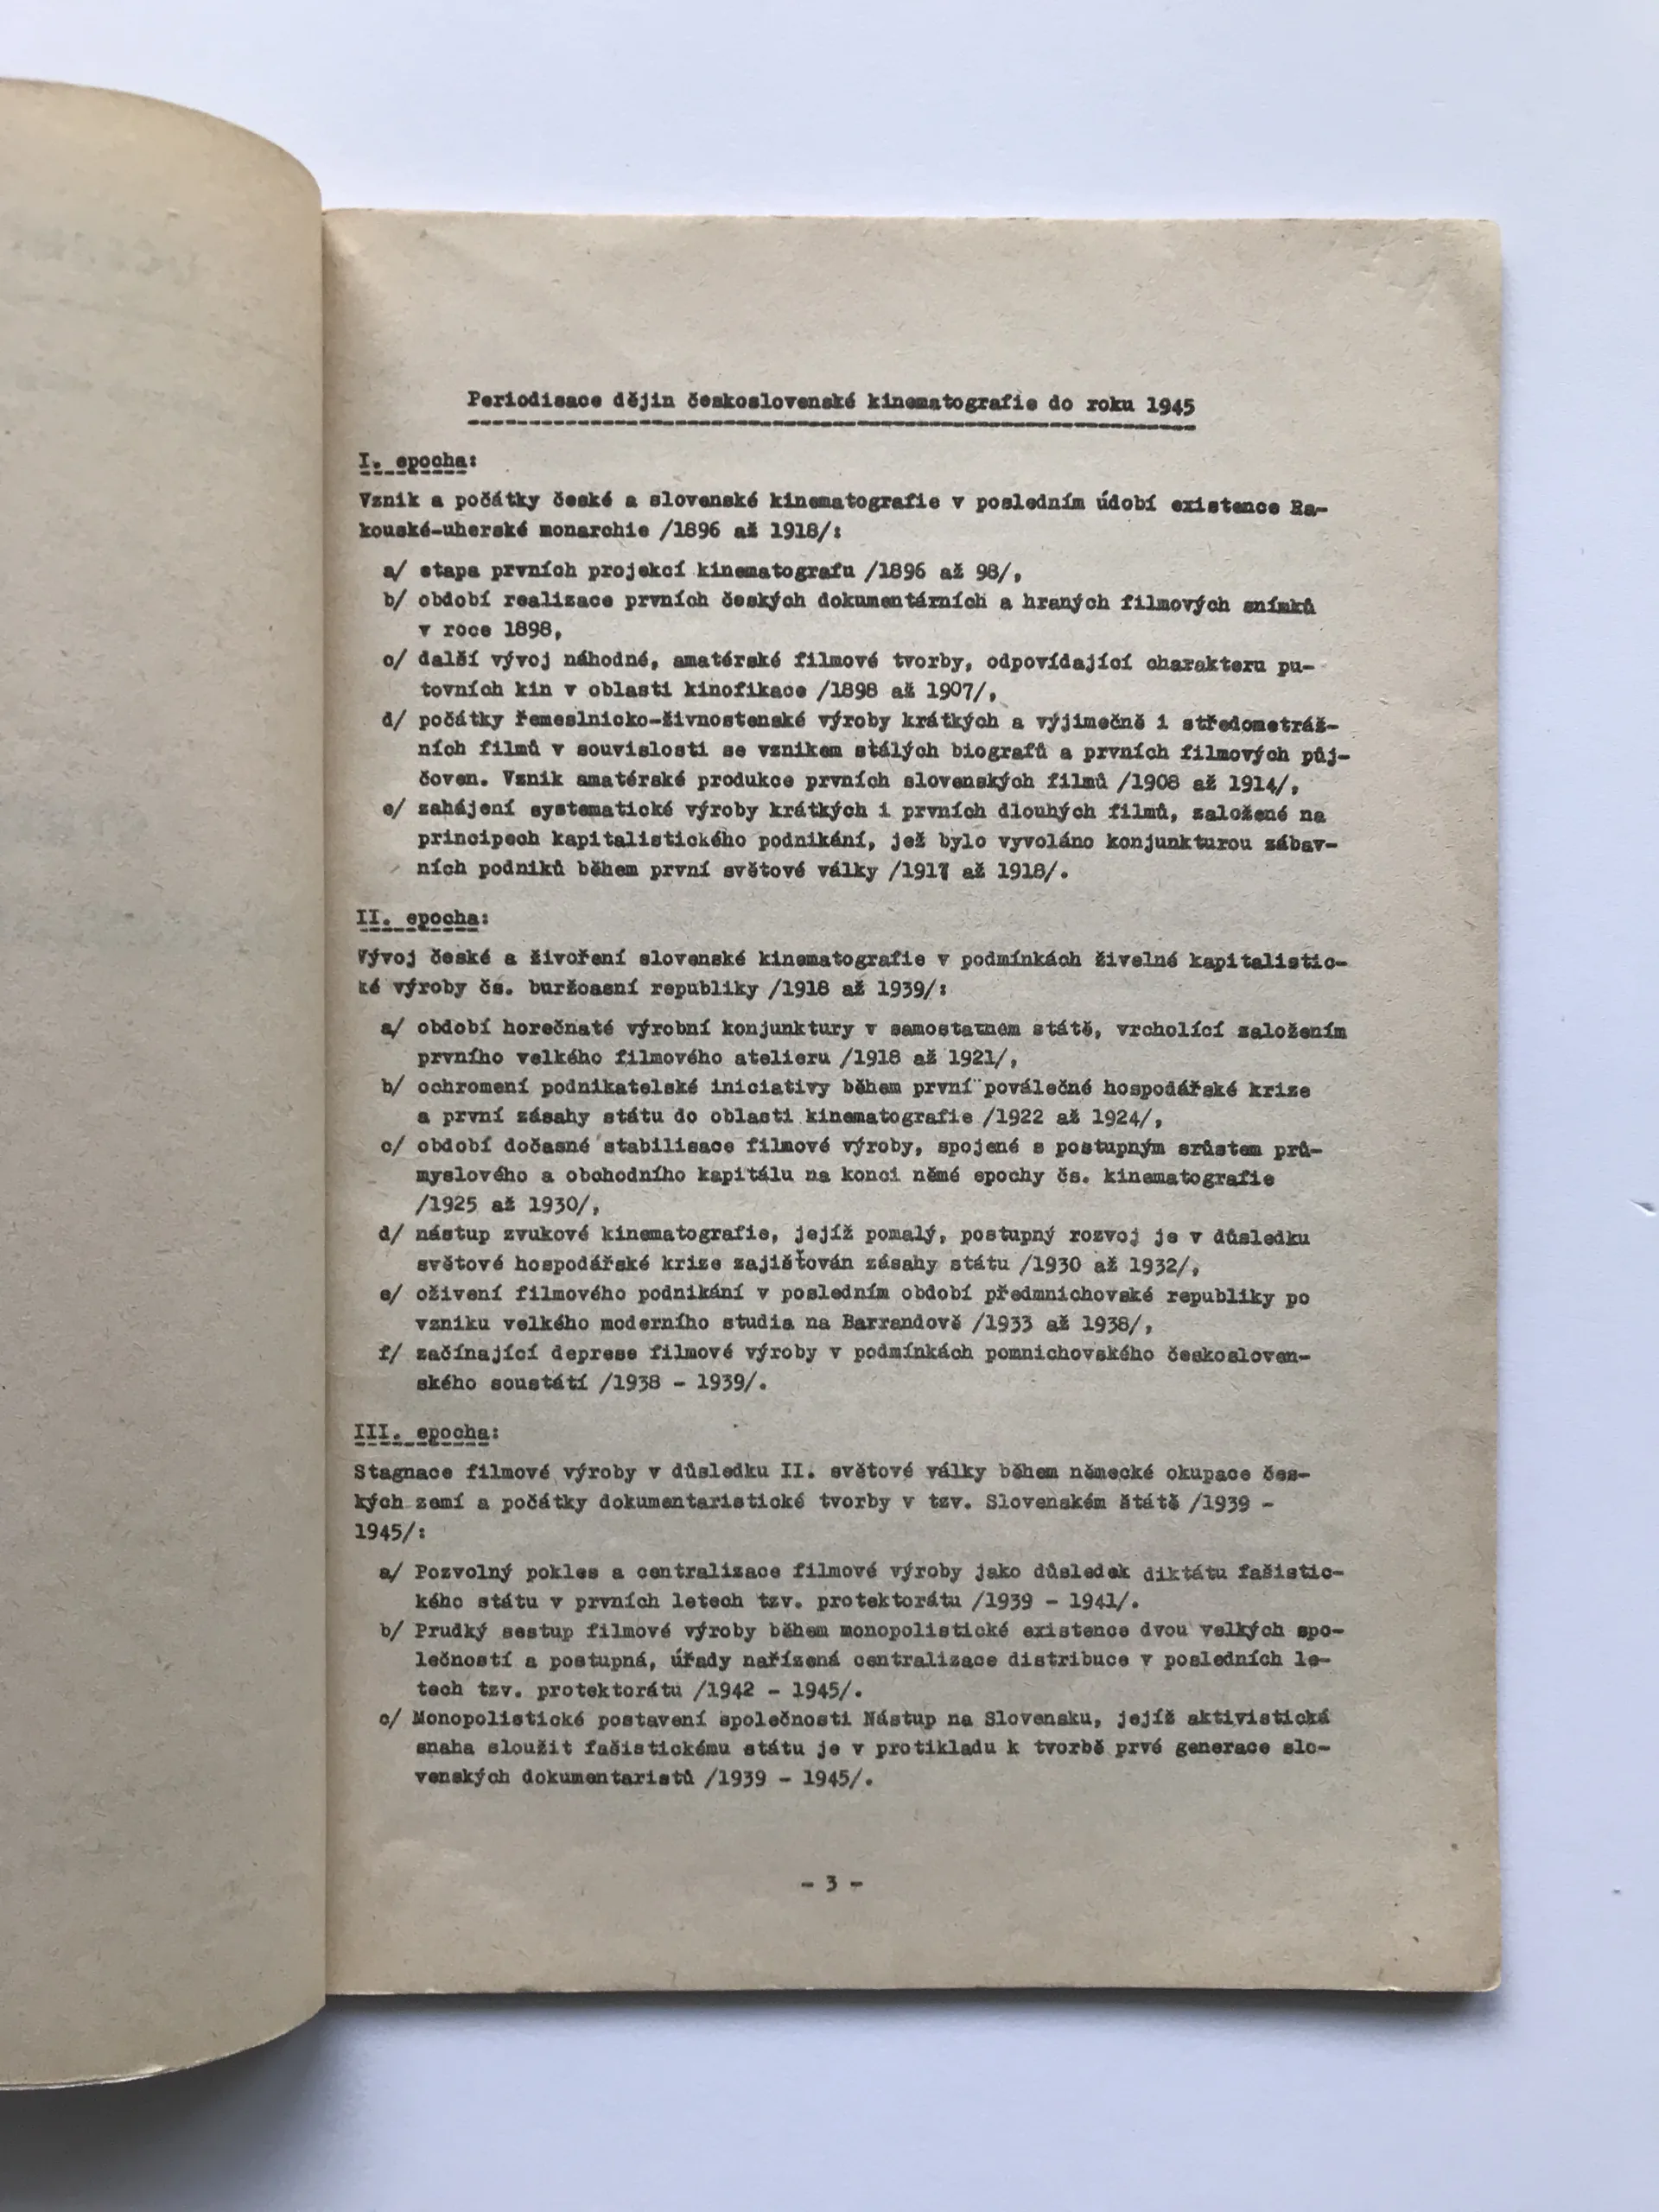 Periodisace dějin československé kinematografie do roku 1945
I. epocha:
Vznik a počátky české a slovenské kinematografie v posledním údobí existence Ra-
kouské-uherské monarchie /1896 až 1918/:
a/ etapa prvních projekcí kinematografu /1896 až 98/,
b/ období realizace prvních českých dokumentárních a hraných filmových snímků
v roce 1898,
c/ další vývoj náhodné, amatérské filmové tvorby, odpovídající charakteru pu-
tovních kin v oblasti kinofikace /1898 až 1907/,
d/ počátky řemeslnicko-živnostenské výroby krátkých a výjimečně i středometráž-
ních filmů v souvislosti se vznikem stálých biografů a prvních filmových půj-
čoven. Vznik amatérské produkce prvních slovenských filmů /1908 až 1914/,
e/ zahájení systematické výroby krátkých i prvních dlouhých filmů, založené na
principech kapitalistického podnikání, jež bylo vyvoláno konjunkturou zábav-
ních podniků během první světové války /1917 až 1918/.
II. epocha:
Vývoj české a živoření slovenské kinematografie v podmínkách živelné kapitalistic-
ké výroby čs. buržoasní republiky /1918 až 1939/:
a/ období horečnaté výrobní konjunktury v samostatnem státě, vrcholící založením
prvního velkého filmového atelieru /1918 až 1921/,
b/ ochromení podnikatelské iniciativy během první poválečné hospodářské krize
a první zásahy státu do oblasti kinematografie /1922 až 1924/,
c/ období dočasné stabilisace filmové výroby, spojené s postupným srůstem prů-
myslového a obchodního kapitálu na konci němé epochy čs. kinematografie
/1925 až 1930/,
d/ nástup zvukové kinematografie, jejíž pomalý, postupný rozvoj je v důsledku
světové hospodářské krize zajišťován zásahy státu /1930 až 1932/,
e/ oživení filmového podnikání v posledním období předmnichovské republiky po
vzniku velkého moderního studia na Barrandově /1933 až 1938/,
f/ začínající deprese filmové výroby v podmínkách pomnichovského českosloven-
ského soustátí /1938 - 1939/.
III. epocha:
Stagnace filmové výroby v důsledku II. světové války během německé okupace čes-
kých zemí a počátky dokumentaristické tvorby v tzv. Slovenském štátě /1939 -
1945/:
a/ Pozvolný pokles a centralizace filmové výroby jako důsledek diktátu fašistic-
kého státu v prvních letech tzv. protektorátu /1939 - 1941/.
b/ Prudký sestup filmové výroby během monopolistické existence dvou velkých spo-
lečností a postupná, úřady nařízená centralizace distribuce v posledních le-
tech tzv. protektorátu /1942 - 1945/.
c/ Monopolistické postavení společnosti Nástup na Slovensku, jejíž aktivistická
snaha sloužit fašistickému státu je v protikladu k tvorbě prvé generace slo-
venských dokumentaristů /1939 - 1945/.
- 3 -